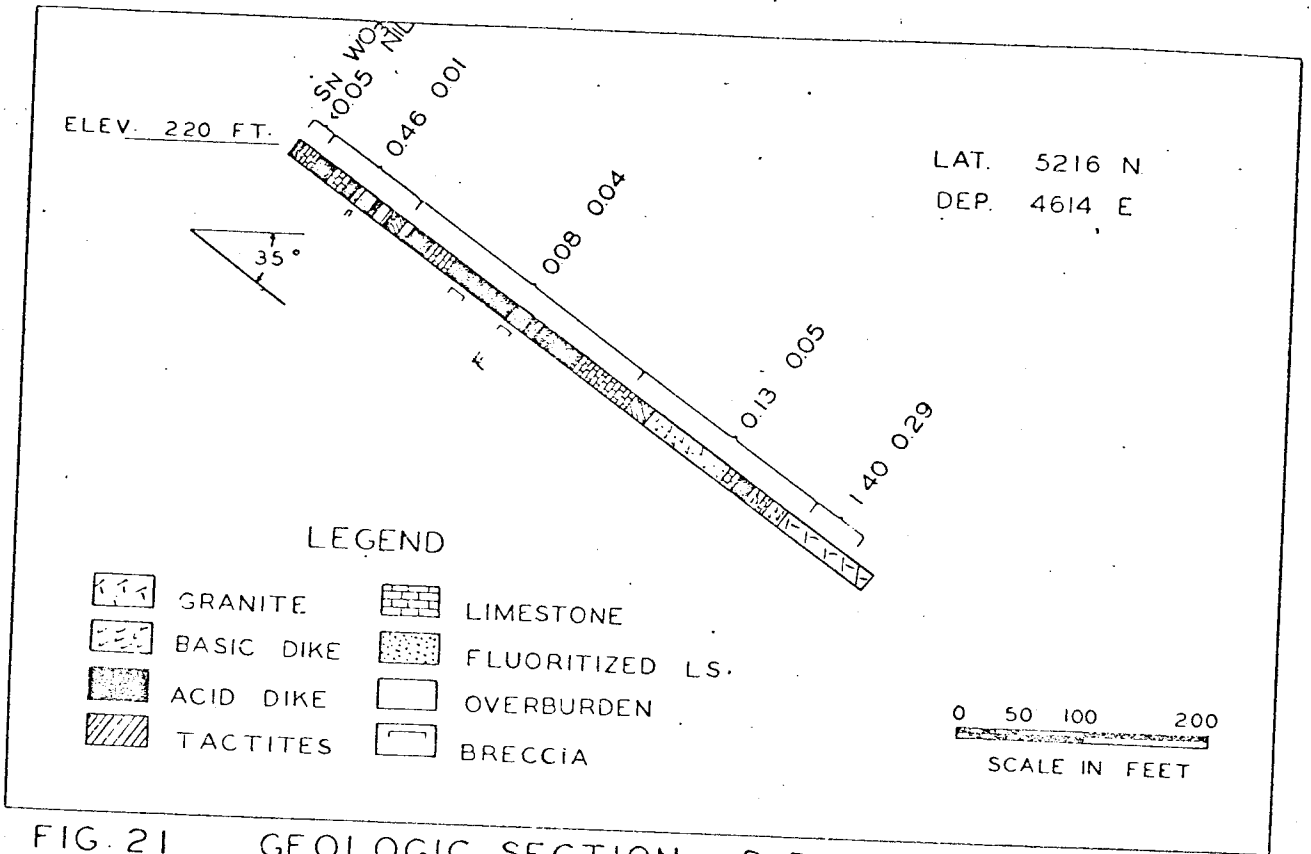 SN WO3
<0.05 NIL
0.46 0.01
ELEV. 220 FT.
LAT. 5216 N
DEP. 4614 E
35°
0.08 0.04
F
0.13 0.05
1.40 0.29
LEGEND
GRANITE
BASIC DIKE
ACID DIKE
TACTITES
LIMESTONE
FLUORITIZED LS.
OVERBURDEN
BRECCIA
0 50 100 200
SCALE IN FEET
FIG. 21 GEOLOGIC SECTION